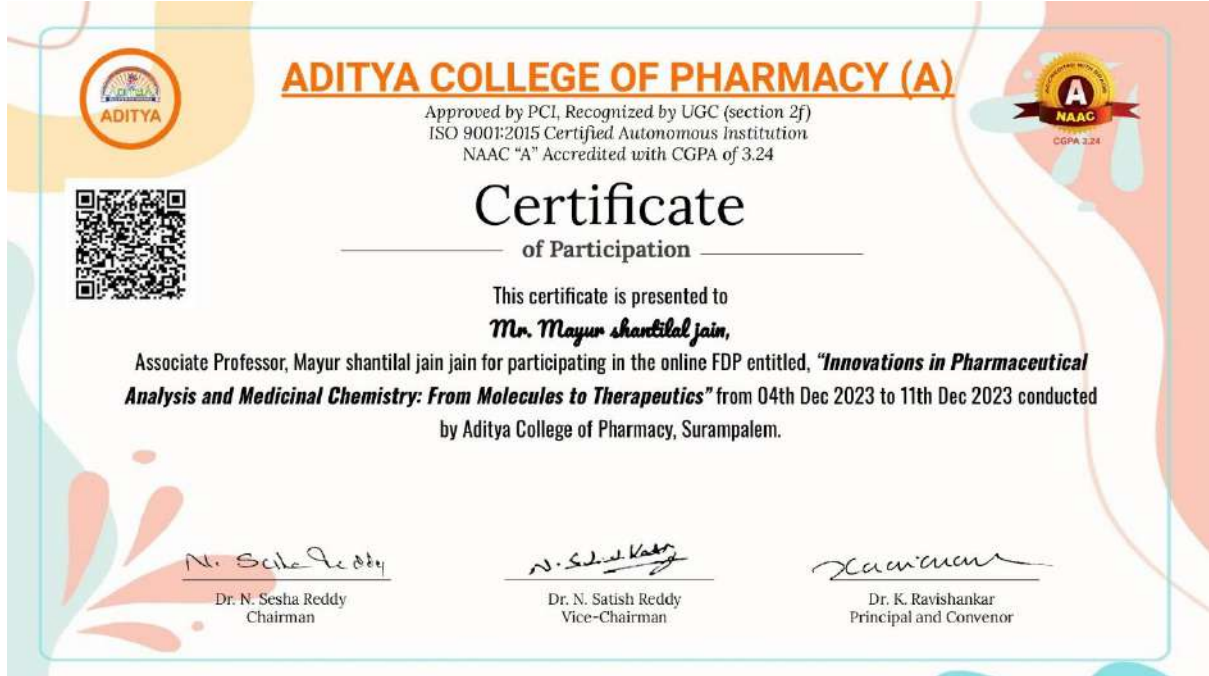 ADITYA COLLEGE OF PHARMACY (A)
Approved by PCI, Recognized by UGC (section 2f)
ISO 9001:2015 Certified Autonomous Institution
NAAC “A” Accredited with CGPA of 3.24
ADITYA
ACCREDITED WITH GRADE
A
NAAC
CGPA 3.24
Certificate
of Participation
This certificate is presented to
Mr. Mayur shantilal jain,
Associate Professor, Mayur shantilal jain jain for participating in the online FDP entitled, “Innovations in Pharmaceutical
Analysis and Medicinal Chemistry: From Molecules to Therapeutics” from 04th Dec 2023 to 11th Dec 2023 conducted
by Aditya College of Pharmacy, Surampalem.
Dr. N. Sesha Reddy
Chairman
Dr. N. Satish Reddy
Vice-Chairman
Dr. K. Ravishankar
Principal and Convenor